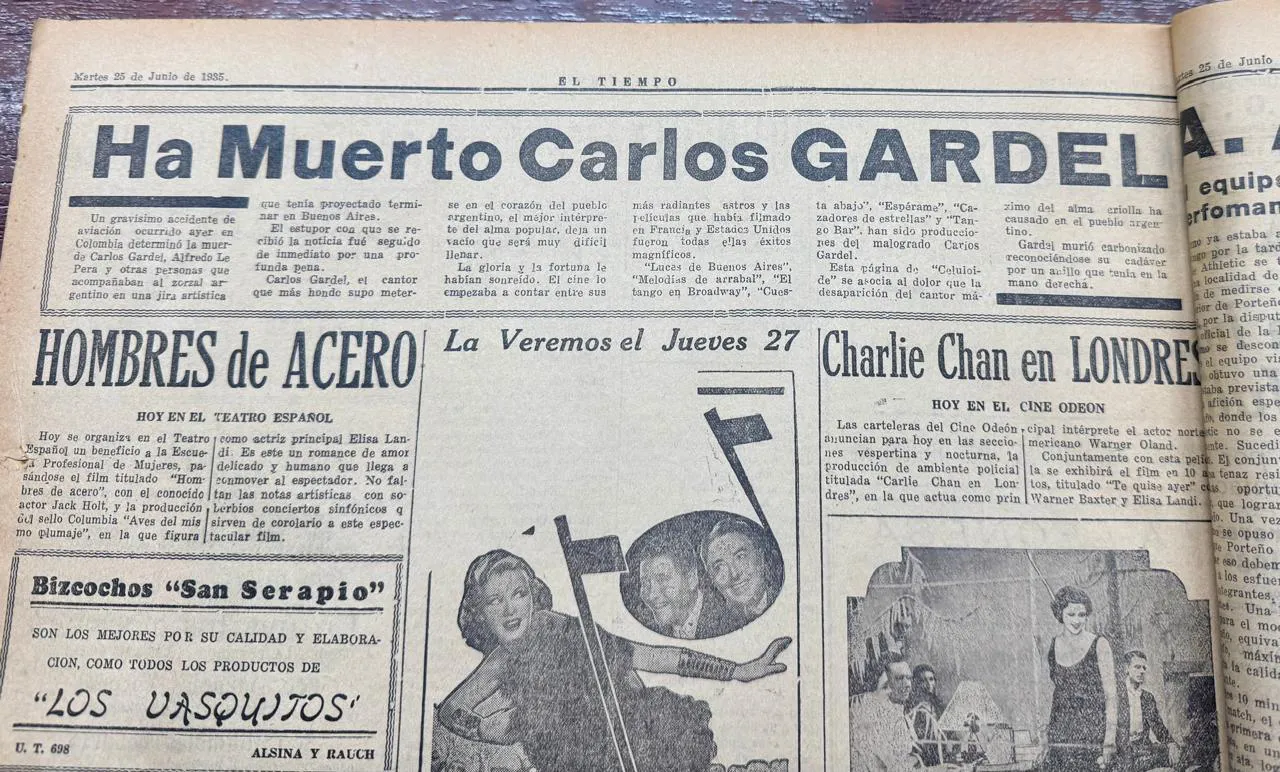 Martes 25 de Junio de 1935.
EL TIEMPO
Ha Muerto Carlos GARDEL
Un gravísimo accidente de
aviación ocurrido ayer en
Colombia determinó la muer-
te de Carlos Gardel, Alfredo Le
Pera y otras personas que
acompañaban al zorzal ar-
gentino en una jira artística
que tenía proyectado termi-
nar en Buenos Aires.
El estupor con que se re-
cibió la noticia fué seguido
de inmediato por una pro-
funda pena.
Carlos Gardel, el cantor
que más hondo supo meter-
se en el corazón del pueblo
argentino, el mejor intérpre-
te del alma popular, deja un
vacío que será muy difícil
llenar.
La gloria y la fortuna le
habían sonreído. El cine lo
empezaba a contar entre sus
más radiantes astros y las
películas que había filmado
en Francia y Estados Unidos
fueron todas ellas éxitos
magníficos.
"Luces de Buenos Aires",
"Melodías de arrabal", "El
tango en Broadway", "Cues-
ta abajo", "Espérame", "Ca-
zadores de estrellas" y "Tan-
go Bar". han sido produccio-
nes del malogrado Carlos
Gardel.
Esta página de "Celuloi-
de" se asocia al dolor que la
desaparición del cantor má-
ximo del alma criolla ha
causado en el pueblo argen-
tino.
Gardel murió carbonizado
reconociéndose su cadáver
por un anillo que tenía en la
mano derecha.
HOMBRES de ACERO
HOY EN EL TEATRO ESPAÑOL
Hoy se organiza en el Teatro
Español un beneficio a la Escue-
la Profesional de Mujeres, pa-
sándose el film titulado "Hom-
bres de acero", con el conocido
actor Jack Holt, y la producción
del sello Columbia "Aves del mis
mo plumaje", en la que figura
como actriz principal Elisa Lan-
di. Es este un romance de amor
delicado y humano que llega a
conmover al espectador. No fal-
tan las notas artísticas con so-
berbios conciertos sinfónicos q
sirven de corolario a este espec-
tacular film.
Bizcochos "San Serapio"
SON LOS MEJORES POR SU CALIDAD Y ELABORA-
CION, COMO TODOS LOS PRODUCTOS DE
"LOS VASQUITOS'
U. T. 698
ALSINA Y RAUCH
La Veremos el Jueves 27
Charlie Chan en LONDRES
HOY EN EL CINE ODEON
Las carteleras del Cine Odeón
anuncian para hoy en las seccio-
nes vespertina y nocturna, la
producción de ambiente policial
titulada "Carlie Chan en Lon-
dres", en la que actua como prin
cipal intérprete el actor norte
mericano Warner Oland.
Conjuntamente con esta pelíc
la se exhibirá el film en 10 a
tos, titulado "Te quise ayer" c
Warner Baxter y Elisa Landi.
25 de Junio
A.
equipa